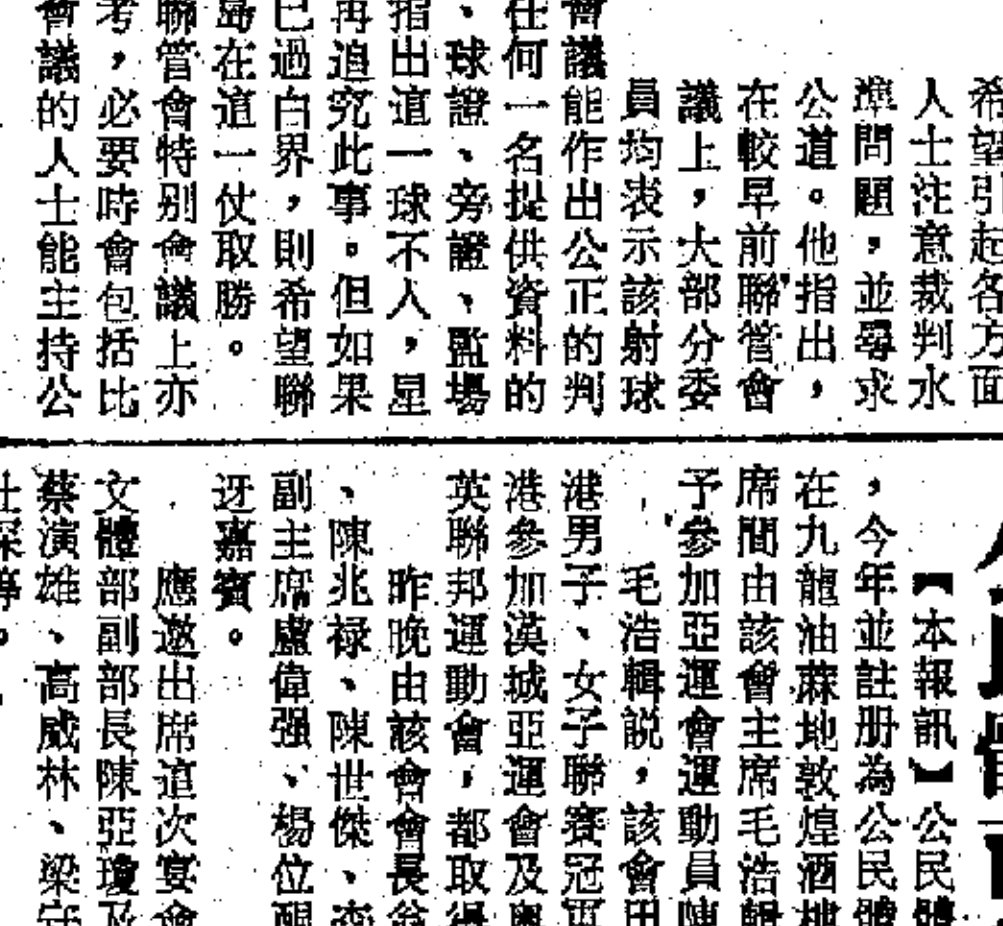 希望引起各方面
人士注意裁判水
準問題，並尋求
公道。他指出，
在較早前聯管會
議上，大部分委
員均表示該射球
會議能作出公正的判
任何一名提供資料的
、球證、旁證、監場
指出這一球不入，星
再追究此事。但如果
已過白界，則希望聯
島在這一仗取勝。
聯管會特别會議上亦
考，必要時會包括比
會議的人士能主持公
【本報訊】公民體
，今年並註册為公民體
在九龍油蔴地敦煌酒樓
席間由該會主席毛浩輯
予參加亞運會運動員陳
毛浩輯説，該會田
港男子、女子聯賽冠軍
港參加漢城亞運會及奧
英聯邦運動會，都取得
昨晚由該會會長翁
、陳兆禄、陳世傑、李
副主席盧偉强、楊位醒
迓嘉賓。
應邀出席這次宴會
文體部副部長陳亞瓊及
蔡演雄、高威林、梁守
杜深等。